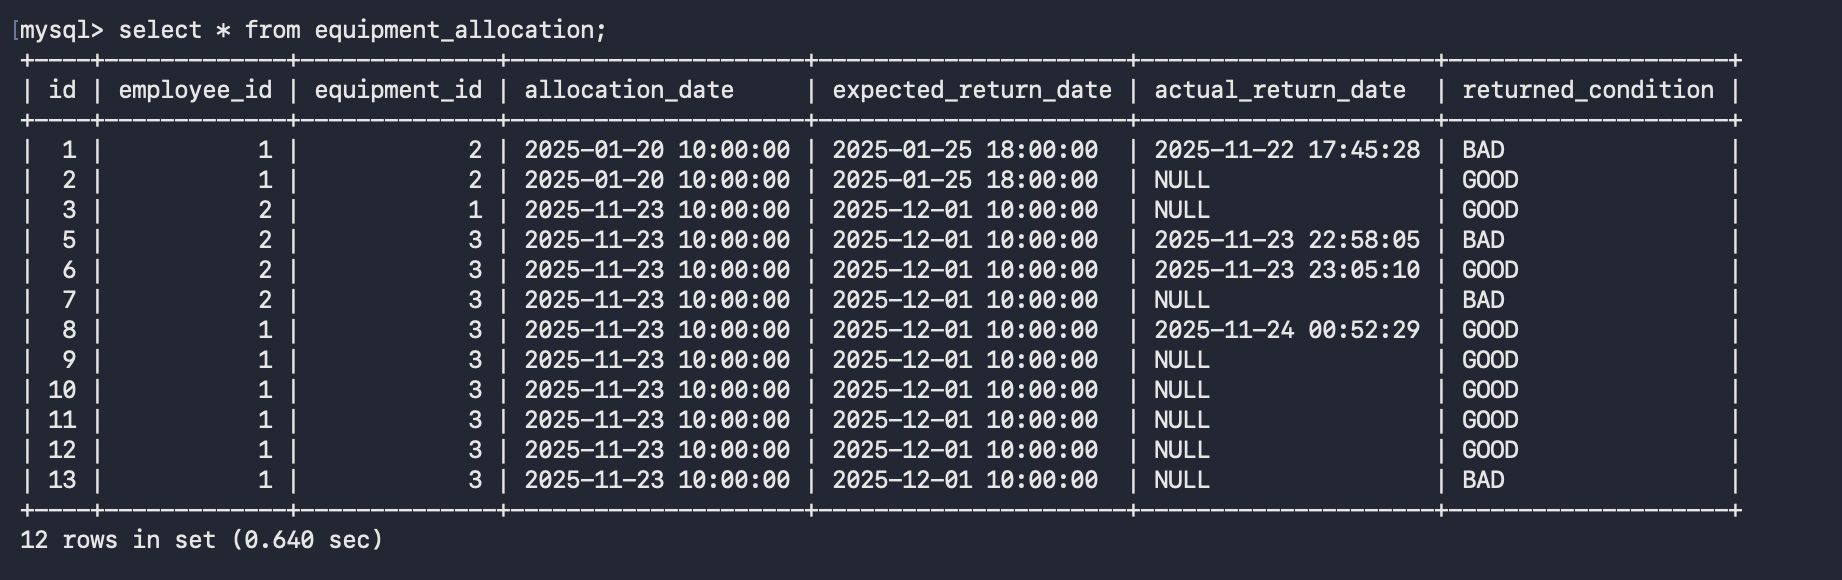 [mysql> select * from equipment_allocation;
+----+-------------+--------------+---------------------+----------------------+---------------------+--------------------+
| id | employee_id | equipment_id | allocation_date     | expected_return_date | actual_return_date  | returned_condition |
+----+-------------+--------------+---------------------+----------------------+---------------------+--------------------+
|  1 |           1 |            2 | 2025-01-20 10:00:00 | 2025-01-25 18:00:00  | 2025-11-22 17:45:28 | BAD                |
|  2 |           1 |            2 | 2025-01-20 10:00:00 | 2025-01-25 18:00:00  | NULL                | GOOD               |
|  3 |           2 |            1 | 2025-11-23 10:00:00 | 2025-12-01 10:00:00  | NULL                | GOOD               |
|  5 |           2 |            3 | 2025-11-23 10:00:00 | 2025-12-01 10:00:00  | 2025-11-23 22:58:05 | BAD                |
|  6 |           2 |            3 | 2025-11-23 10:00:00 | 2025-12-01 10:00:00  | 2025-11-23 23:05:10 | GOOD               |
|  7 |           2 |            3 | 2025-11-23 10:00:00 | 2025-12-01 10:00:00  | NULL                | BAD                |
|  8 |           1 |            3 | 2025-11-23 10:00:00 | 2025-12-01 10:00:00  | 2025-11-24 00:52:29 | GOOD               |
|  9 |           1 |            3 | 2025-11-23 10:00:00 | 2025-12-01 10:00:00  | NULL                | GOOD               |
| 10 |           1 |            3 | 2025-11-23 10:00:00 | 2025-12-01 10:00:00  | NULL                | GOOD               |
| 11 |           1 |            3 | 2025-11-23 10:00:00 | 2025-12-01 10:00:00  | NULL                | GOOD               |
| 12 |           1 |            3 | 2025-11-23 10:00:00 | 2025-12-01 10:00:00  | NULL                | GOOD               |
| 13 |           1 |            3 | 2025-11-23 10:00:00 | 2025-12-01 10:00:00  | NULL                | BAD                |
+----+-------------+--------------+---------------------+----------------------+---------------------+--------------------+
12 rows in set (0.640 sec)